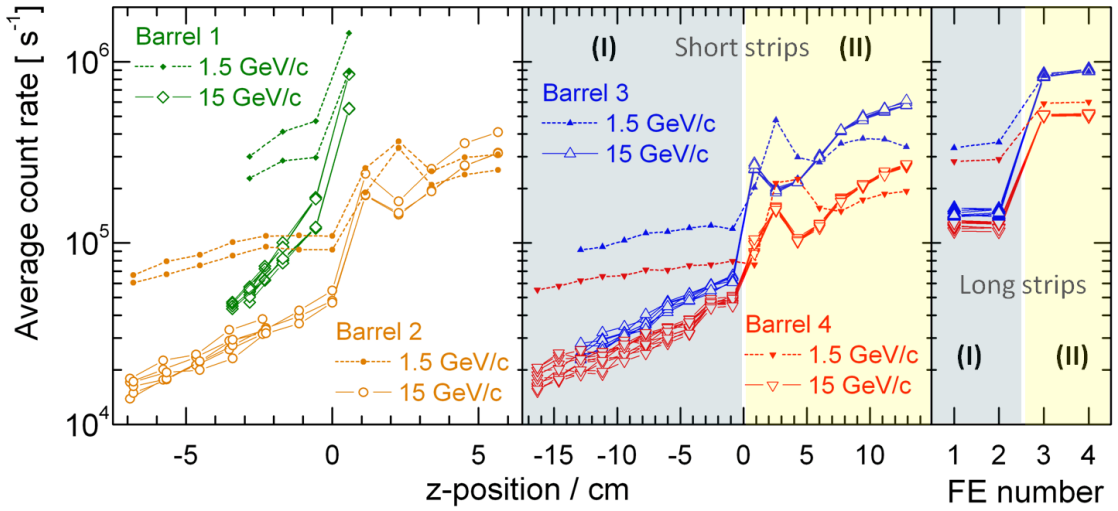 Average count rate [ s⁻¹ ]
10⁶
10⁵
10⁴
Barrel 1
1.5 GeV/c
15 GeV/c
Barrel 2
1.5 GeV/c
15 GeV/c
-5 0 5
(I) Short strips (II)
Barrel 3
1.5 GeV/c
15 GeV/c
Barrel 4
1.5 GeV/c
15 GeV/c
-15 -10 -5 0 5 10
z-position / cm
Long strips
(I) (II)
1 2 3 4
FE number